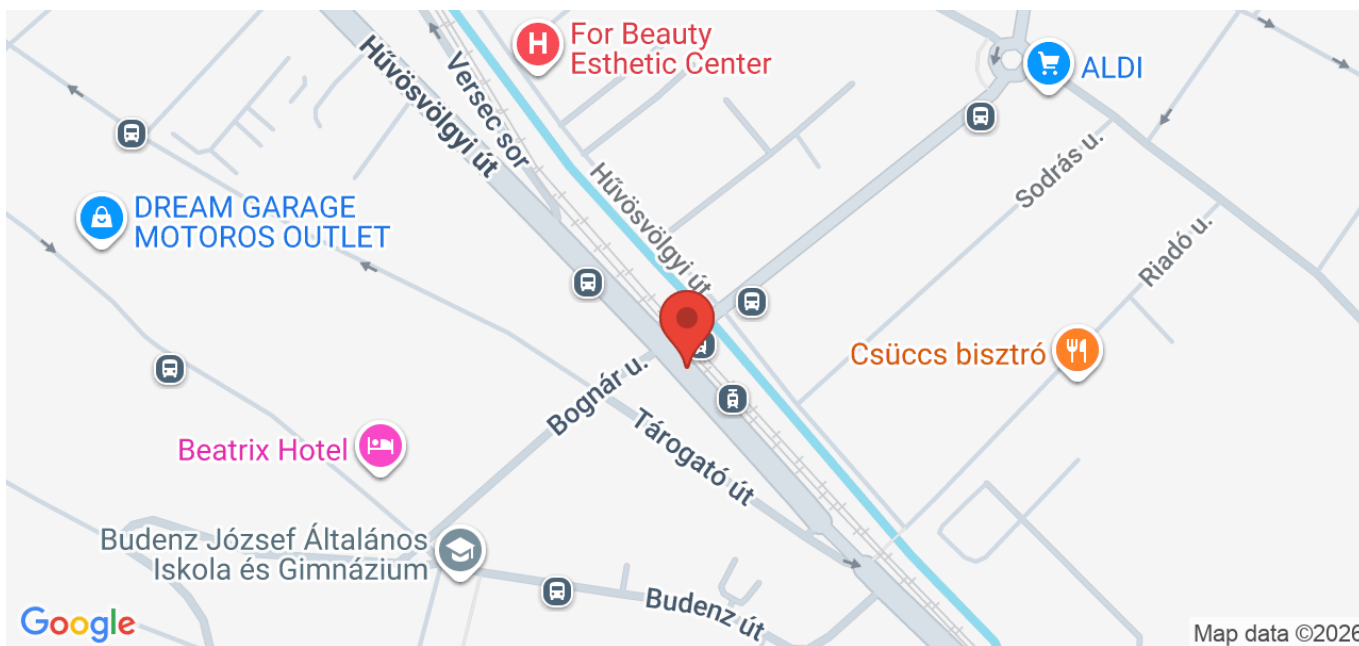 For Beauty
Esthetic Center
H
ALDI
Hűvösvölgyi út
Versec sor
Hűvösvölgyi út
Sodrás u.
Riadó u.
DREAM GARAGE
MOTOROS OUTLET
Csüccs bisztró
Bognár u.
Tárogató út
Beatrix Hotel
Budenz József Általános
Iskola és Gimnázium
Budenz út
Google
Map data ©2026